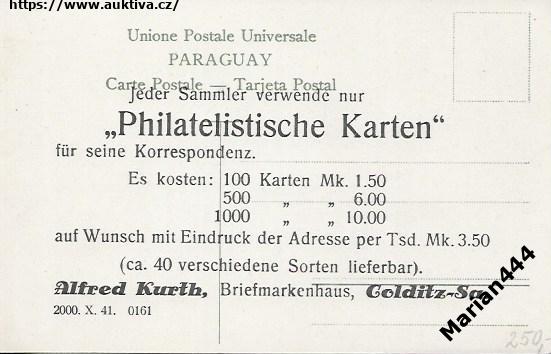 https://www.auktiva.cz/
Unione Postale Universale
PARAGUAY
Carte Postale — Tarjeta Postal
Jeder Sammler verwende nur
„Philatelistische Karten“
für seine Korrespondenz.
Es kosten: 100 Karten Mk. 1.50
500 „ „ 6.00
1000 „ „ 10.00
auf Wunsch mit Eindruck der Adresse per Tsd. Mk. 3.50
(ca. 40 verschiedene Sorten lieferbar).
Alfred Kurth, Briefmarkenhaus, Colditz-Sa.
2000. X. 41. 0161
Marian444
250,-